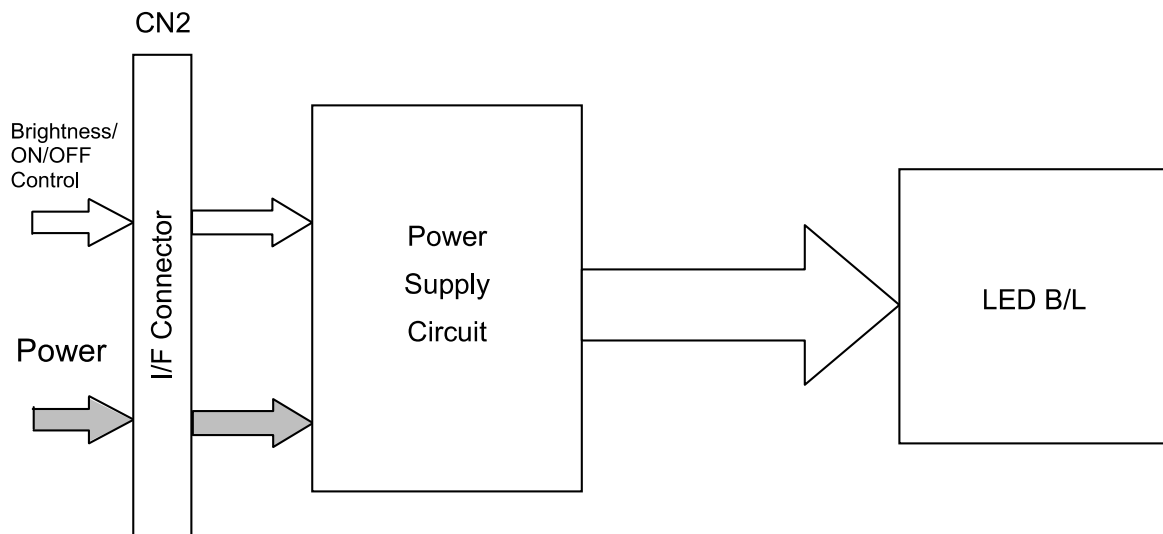 CN2
Brightness/
ON/OFF
Control
Power
I/F Connector
Power
Supply
Circuit
LED B/L